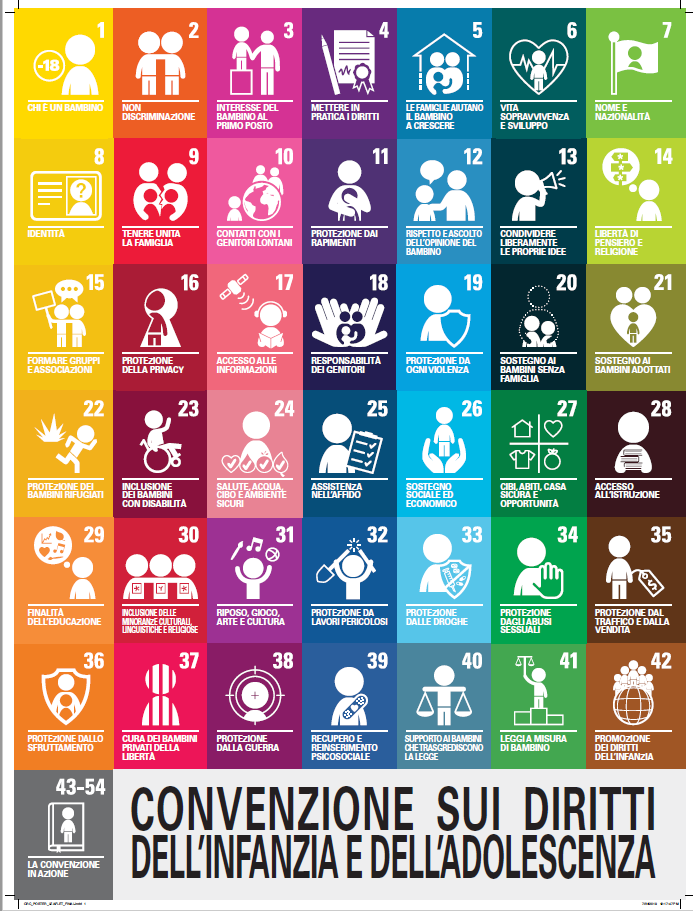 1
-18
CHI È UN BAMBINO
2
NON
DISCRIMINAZIONE
3
INTERESSE DEL
BAMBINO AL
PRIMO POSTO
4
METTERE IN
PRATICA I DIRITTI
5
LE FAMIGLIE AIUTANO
IL BAMBINO
A CRESCERE
6
VITA
SOPRAVVIVENZA
E SVILUPPO
7
NOME E
NAZIONALITÀ
8
?
IDENTITÀ
9
TENERE UNITA
LA FAMIGLIA
10
CONTATTI CON I
GENITORI LONTANI
11
PROTEZIONE DAI
RAPIMENTI
12
RISPETTO E ASCOLTO
DELL'OPINIONE DEL
BAMBINO
13
CONDIVIDERE
LIBERAMENTE
LE PROPRIE IDEE
14
LIBERTÀ DI
PENSIERO E
RELIGIONE
15
FORMARE GRUPPI
E ASSOCIAZIONI
16
PROTEZIONE
DELLA PRIVACY
17
ACCESSO ALLE
INFORMAZIONI
18
RESPONSABILITÀ
DEI GENITORI
19
PROTEZIONE DA
OGNI VIOLENZA
20
SOSTEGNO AI
BAMBINI SENZA
FAMIGLIA
21
SOSTEGNO AI
BAMBINI ADOTTATI
22
PROTEZIONE DEI
BAMBINI RIFUGIATI
23
INCLUSIONE
DEI BAMBINI
CON DISABILITÀ
24
SALUTE, ACQUA,
CIBO E AMBIENTE
SICURI
25
ASSISTENZA
NELL'AFFIDO
26
SOSTEGNO
SOCIALE ED
ECONOMICO
27
CIBI, ABITI, CASA
SICURA E
OPPORTUNITÀ
28
ACCESSO
ALL'ISTRUZIONE
29
FINALITÀ
DELL'EDUCAZIONE
30
INCLUSIONE DELLE
MINORANZE CULTURALI,
LINGUISTICHE E RELIGIOSE
31
RIPOSO, GIOCO,
ARTE E CULTURA
32
PROTEZIONE DA
LAVORI PERICOLOSI
33
PROTEZIONE
DALLE DROGHE
34
PROTEZIONE
DAGLI ABUSI
SESSUALI
35
$
PROTEZIONE DAL
TRAFFICO E DALLA
VENDITA
36
PROTEZIONE DALLO
SFRUTTAMENTO
37
CURA DEI BAMBINI
PRIVATI DELLA
LIBERTÀ
38
PROTEZIONE
DALLA GUERRA
39
RECUPERO E
REINSERIMENTO
PSICOSOCIALE
40
SUPPORTO AI BAMBINI
CHE TRASGREDISCONO
LA LEGGE
41
LEGGI A MISURA
DI BAMBINO
42
PROMOZIONE
DEI DIRITTI
DELL'INFANZIA
43-54
LA CONVENZIONE
IN AZIONE
CONVENZIONE SUI DIRITTI
DELL'INFANZIA E DELL'ADOLESCENZA